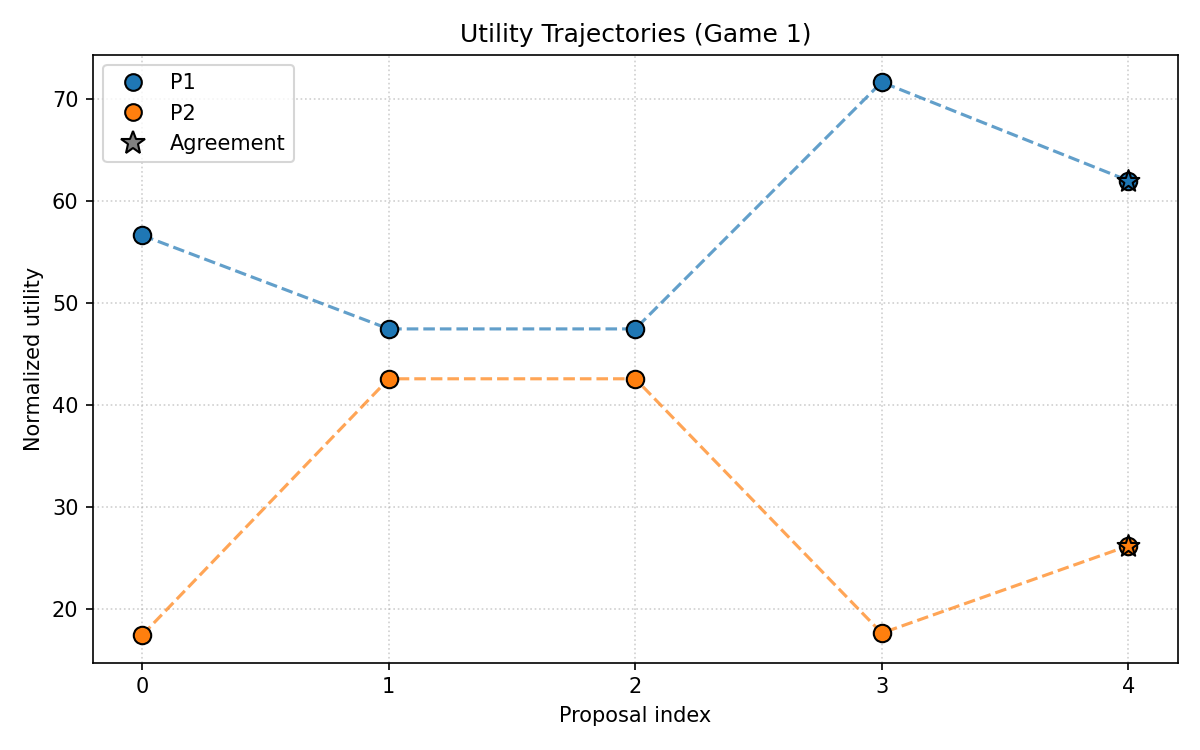 Utility Trajectories (Game 1)
P1
P2
Agreement
Normalized utility
70
60
50
40
30
20
0 1 2 3 4
Proposal index